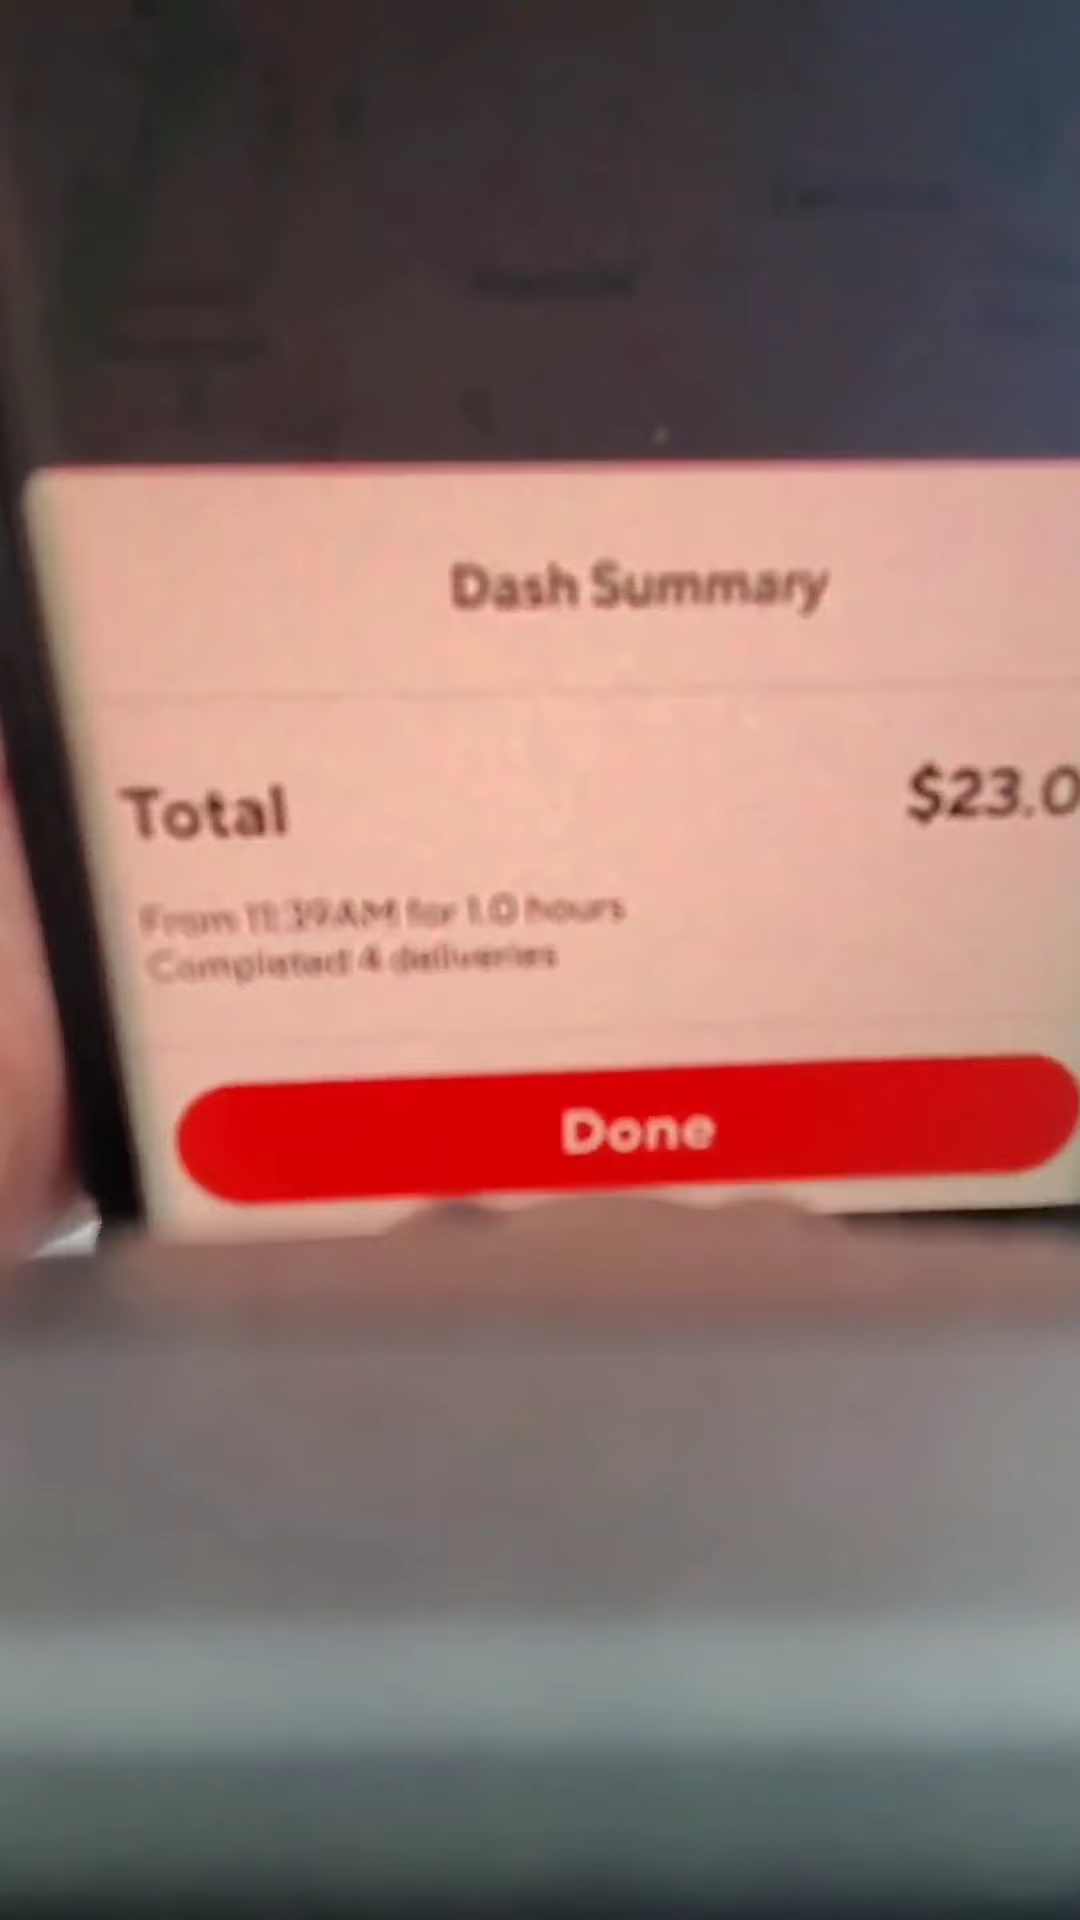 Dash Summary
Total
$23.0
From 11:39AM for 1.0 hours
Completed 4 deliveries
Done